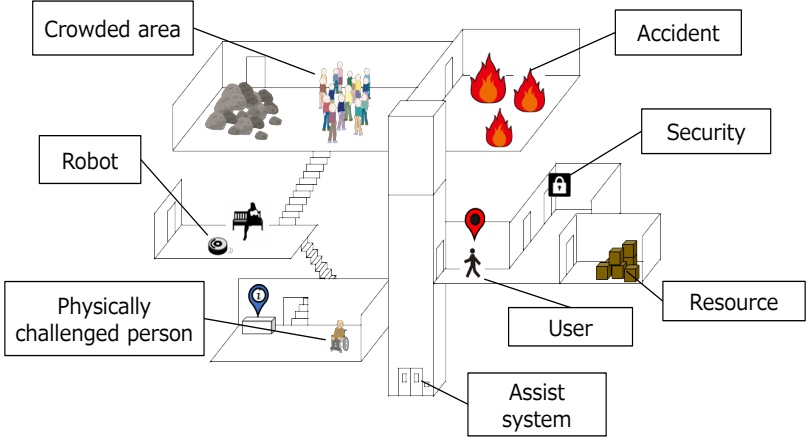 Crowded area
Accident
Security
Robot
Physically
challenged person
Resource
User
Assist
system
i